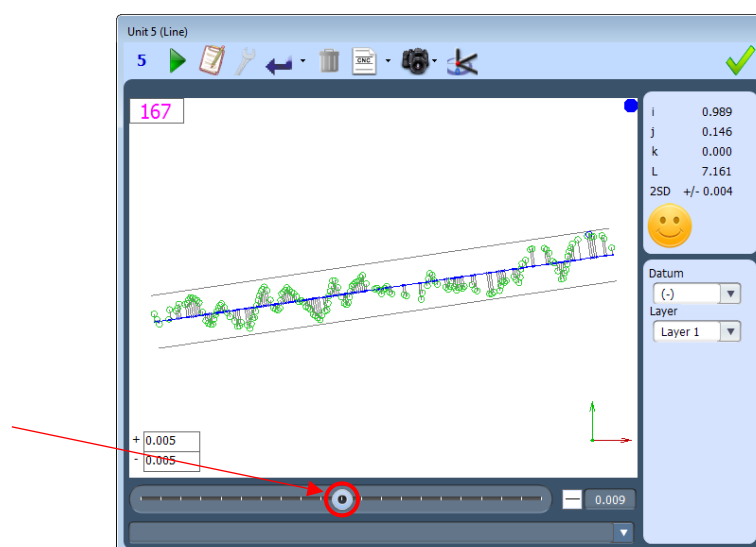 Unit 5 (Line)
5
CNC
167
i 0.989
j 0.146
k 0.000
L 7.161
2SD +/- 0.004
Datum
(-)
Layer
Layer 1
+ 0.005
- 0.005
0.009